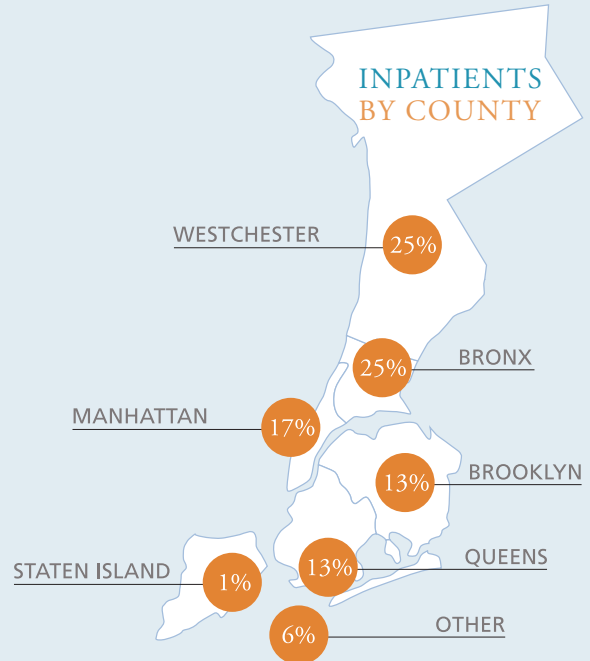 INPATIENTS
BY COUNTY
WESTCHESTER
25%
25%
BRONX
MANHATTAN
17%
BROOKLYN
13%
STATEN ISLAND
1%
13%
QUEENS
6%
OTHER